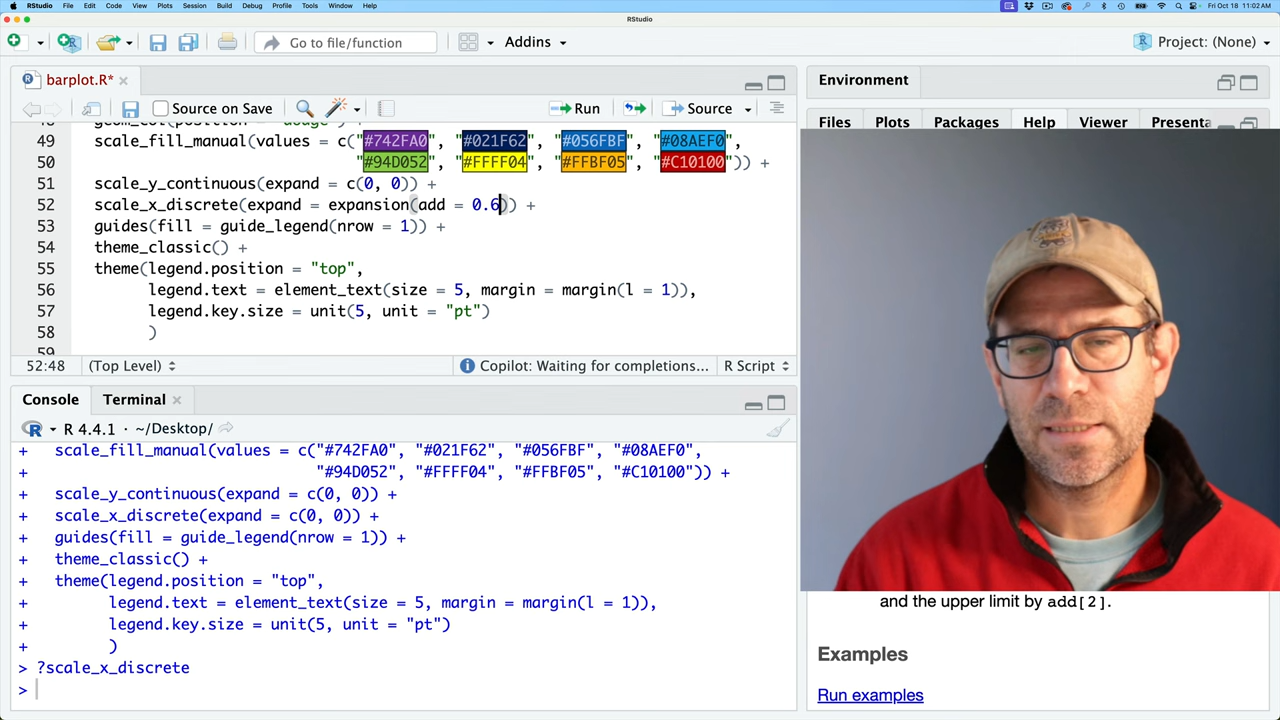 RStudio File Edit Code View Plots Session Build Debug Profile Tools Window Help Fri Oct 18 11:02 AM
RStudio
Go to file/function Addins Project: (None)
barplot.R*
Source on Save Run Source
49 scale_fill_manual(values = c("#742FA0", "#021F62", "#056FBF", "#08AEF0",
50 "#94D052", "#FFFF04", "#FFBF05", "#C10100")) +
51 scale_y_continuous(expand = c(0, 0)) +
52 scale_x_discrete(expand = expansion(add = 0.6)) +
53 guides(fill = guide_legend(nrow = 1)) +
54 theme_classic() +
55 theme(legend.position = "top",
56 legend.text = element_text(size = 5, margin = margin(l = 1)),
57 legend.key.size = unit(5, unit = "pt")
58 )
59
52:48 (Top Level) Copilot: Waiting for completions... R Script
Console Terminal
R 4.4.1 · ~/Desktop/
+ scale_fill_manual(values = c("#742FA0", "#021F62", "#056FBF", "#08AEF0",
+ "#94D052", "#FFFF04", "#FFBF05", "#C10100")) +
+ scale_y_continuous(expand = c(0, 0)) +
+ scale_x_discrete(expand = c(0, 0)) +
+ guides(fill = guide_legend(nrow = 1)) +
+ theme_classic() +
+ theme(legend.position = "top",
+ legend.text = element_text(size = 5, margin = margin(l = 1)),
+ legend.key.size = unit(5, unit = "pt")
+ )
> ?scale_x_discrete
>
Environment
Files Plots Packages Help Viewer Presenta
and the upper limit by add[2].
Examples
Run examples